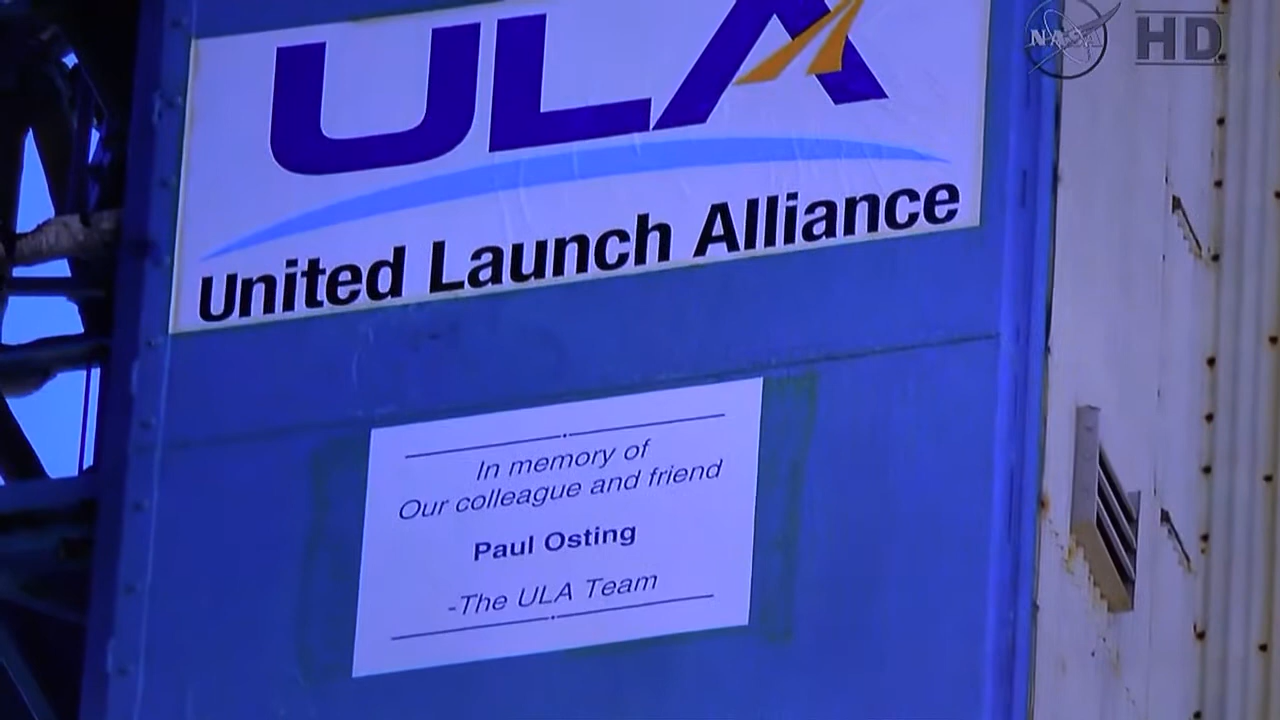 ULA
NASA HD
United Launch Alliance
In memory of
Our colleague and friend
Paul Osting
-The ULA Team